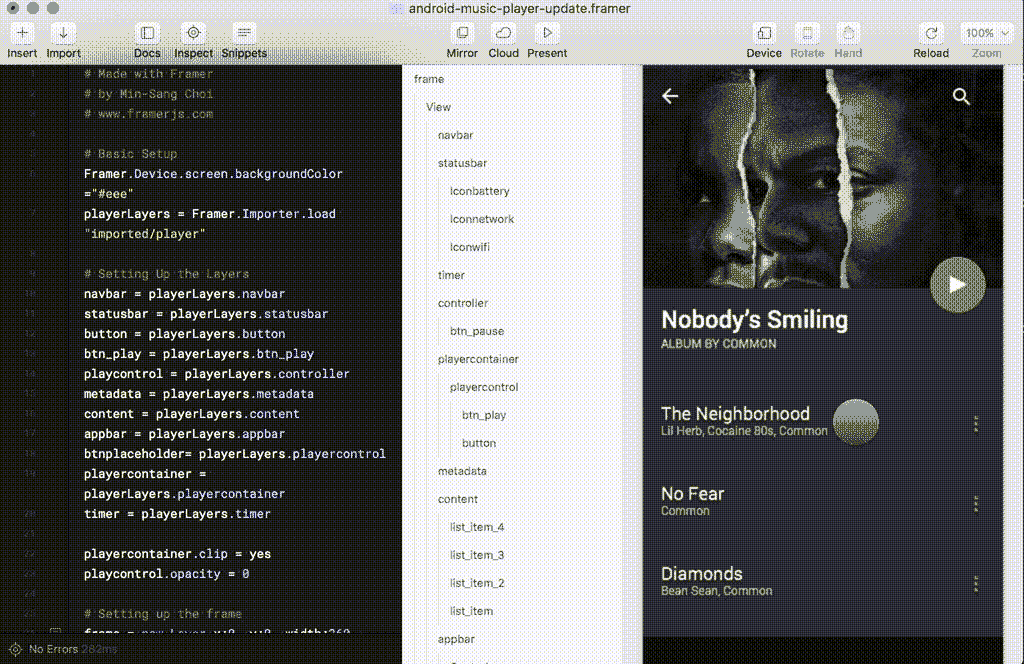 android-music-player-update.framer
Insert Import Docs Inspect Snippets Mirror Cloud Present Device Rotate Hand Reload 100% Zoom
# Made with Framer
# by Min-Sang Choi
# www.framerjs.com
# Basic Setup
Framer.Device.screen.backgroundColor
="#eee"
playerLayers = Framer.Importer.load
"imported/player"
# Setting Up the Layers
navbar = playerLayers.navbar
statusbar = playerLayers.statusbar
button = playerLayers.button
btn_play = playerLayers.btn_play
playcontrol = playerLayers.controller
metadata = playerLayers.metadata
content = playerLayers.content
appbar = playerLayers.appbar
btnplaceholder= playerLayers.playercontrol
playercontainer =
playerLayers.playercontainer
timer = playerLayers.timer
playercontainer.clip = yes
playcontrol.opacity = 0
# Setting up the frame
No Errors 282ms
frame
View
navbar
statusbar
Iconbattery
Iconnetwork
Iconwifi
timer
controller
btn_pause
playercontainer
playercontrol
btn_play
button
metadata
content
list_item_4
list_item_3
list_item_2
list_item
appbar
Nobody's Smiling
ALBUM BY COMMON
The Neighborhood
Lil Herb, Cocaine 80s, Common
No Fear
Common
Diamonds
Bean Sean, Common